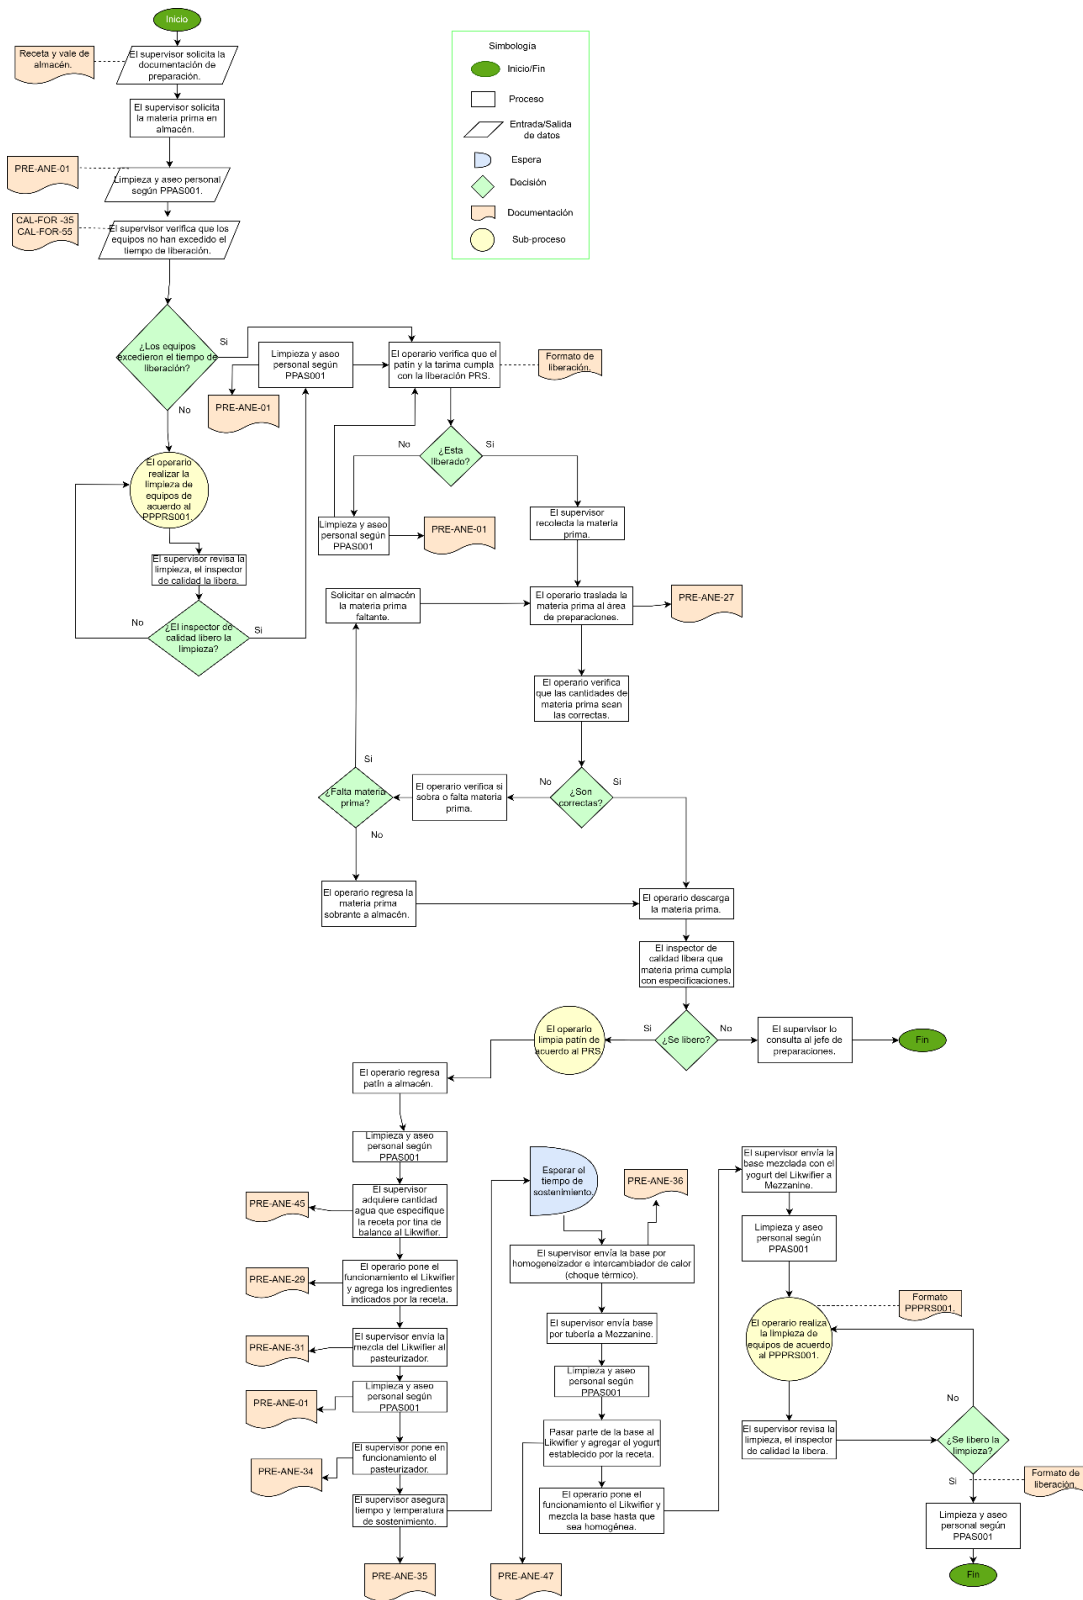 Inicio
Receta y vale de
almacén.
El supervisor solicita la
documentación de
preparación.
El supervisor solicita
la materia prima en
almacén.
PRE-ANE-01
Limpieza y aseo personal
según PPAS001.
CAL-FOR -35
CAL-FOR-55
El supervisor verifica que los
equipos no han excedido el
tiempo de liberación.
Simbología
Inicio/Fin
Proceso
Entrada/Salida
de datos
Espera
Decisión
Documentación
Sub-proceso
¿Los equipos
excedieron el tiempo de
liberación?
Si
No
Limpieza y aseo
personal según
PPAS001
PRE-ANE-01
El operario verifica que el
patín y la tarima cumpla
con la liberación PRS.
Formato de
liberación.
¿Esta
liberado?
No
Si
El operario
realizar la
limpieza de
equipos de
acuerdo al
PPPRS001.
Limpieza y aseo
personal según
PPAS001
PRE-ANE-01
El supervisor
recolecta la materia
prima.
El supervisor revisa la
limpieza, el inspector
de calidad la libera.
¿El inspector de
calidad libero la
limpieza?
No
Si
Solicitar en almacén
la materia prima
faltante.
El operario traslada la
materia prima al área
de preparaciones.
PRE-ANE-27
El operario verifica
que las cantidades de
materia prima sean
las correctas.
¿Son
correctas?
No
Si
El operario verifica si
sobra o falta materia
prima.
¿Falta materia
prima?
Si
No
El operario regresa la
materia prima
sobrante a almacén.
El operario descarga
la materia prima.
El inspector de
calidad libera que
materia prima cumpla
con especificaciones.
¿Se libero?
Si
No
El supervisor lo
consulta al jefe de
preparaciones.
Fin
El operario
limpia patín de
acuerdo al PRS
El operario regresa
patín a almacén.
Limpieza y aseo
personal según
PPAS001
El supervisor
adquiere cantidad
agua que especifique
la receta por tina de
balance al Likwifier.
PRE-ANE-45
El operario pone el
funcionamiento el Likwifier
y agrega los ingredientes
indicados por la receta.
PRE-ANE-29
El supervisor envía la
mezcla del Likwifier al
pasteurizador.
PRE-ANE-31
Limpieza y aseo
personal según
PPAS001
PRE-ANE-01
El supervisor pone en
funcionamiento el
pasteurizador.
PRE-ANE-34
El supervisor asegura
tiempo y temperatura
de sostenimiento.
PRE-ANE-35
Esperar el
tiempo de
sostenimiento.
PRE-ANE-36
El supervisor envía la base por
homogeneizador e Intercambiador de calor
(choque térmico).
El supervisor envía base
por tubería a Mezzanine.
Limpieza y aseo
personal según
PPAS001
Pasar parte de la base al
Likwifier y agregar el yogurt
establecido por la receta.
El operario pone el
funcionamiento el Likwifier y
mezcla la base hasta que
sea homogénea.
PRE-ANE-47
El supervisor envía la
base mezclada con el
yogurt del Likwifier a
Mezzanine.
Limpieza y aseo
personal según
PPAS001
Formato
PPPRS001.
El operario realiza
la limpieza de
equipos de acuerdo
al PPPRS001.
El supervisor revisa la
limpieza, el inspector
de calidad la libera.
No
¿Se libero la
limpieza?
Si
Formato de
liberación.
Limpieza y aseo
personal según
PPAS001
Fin